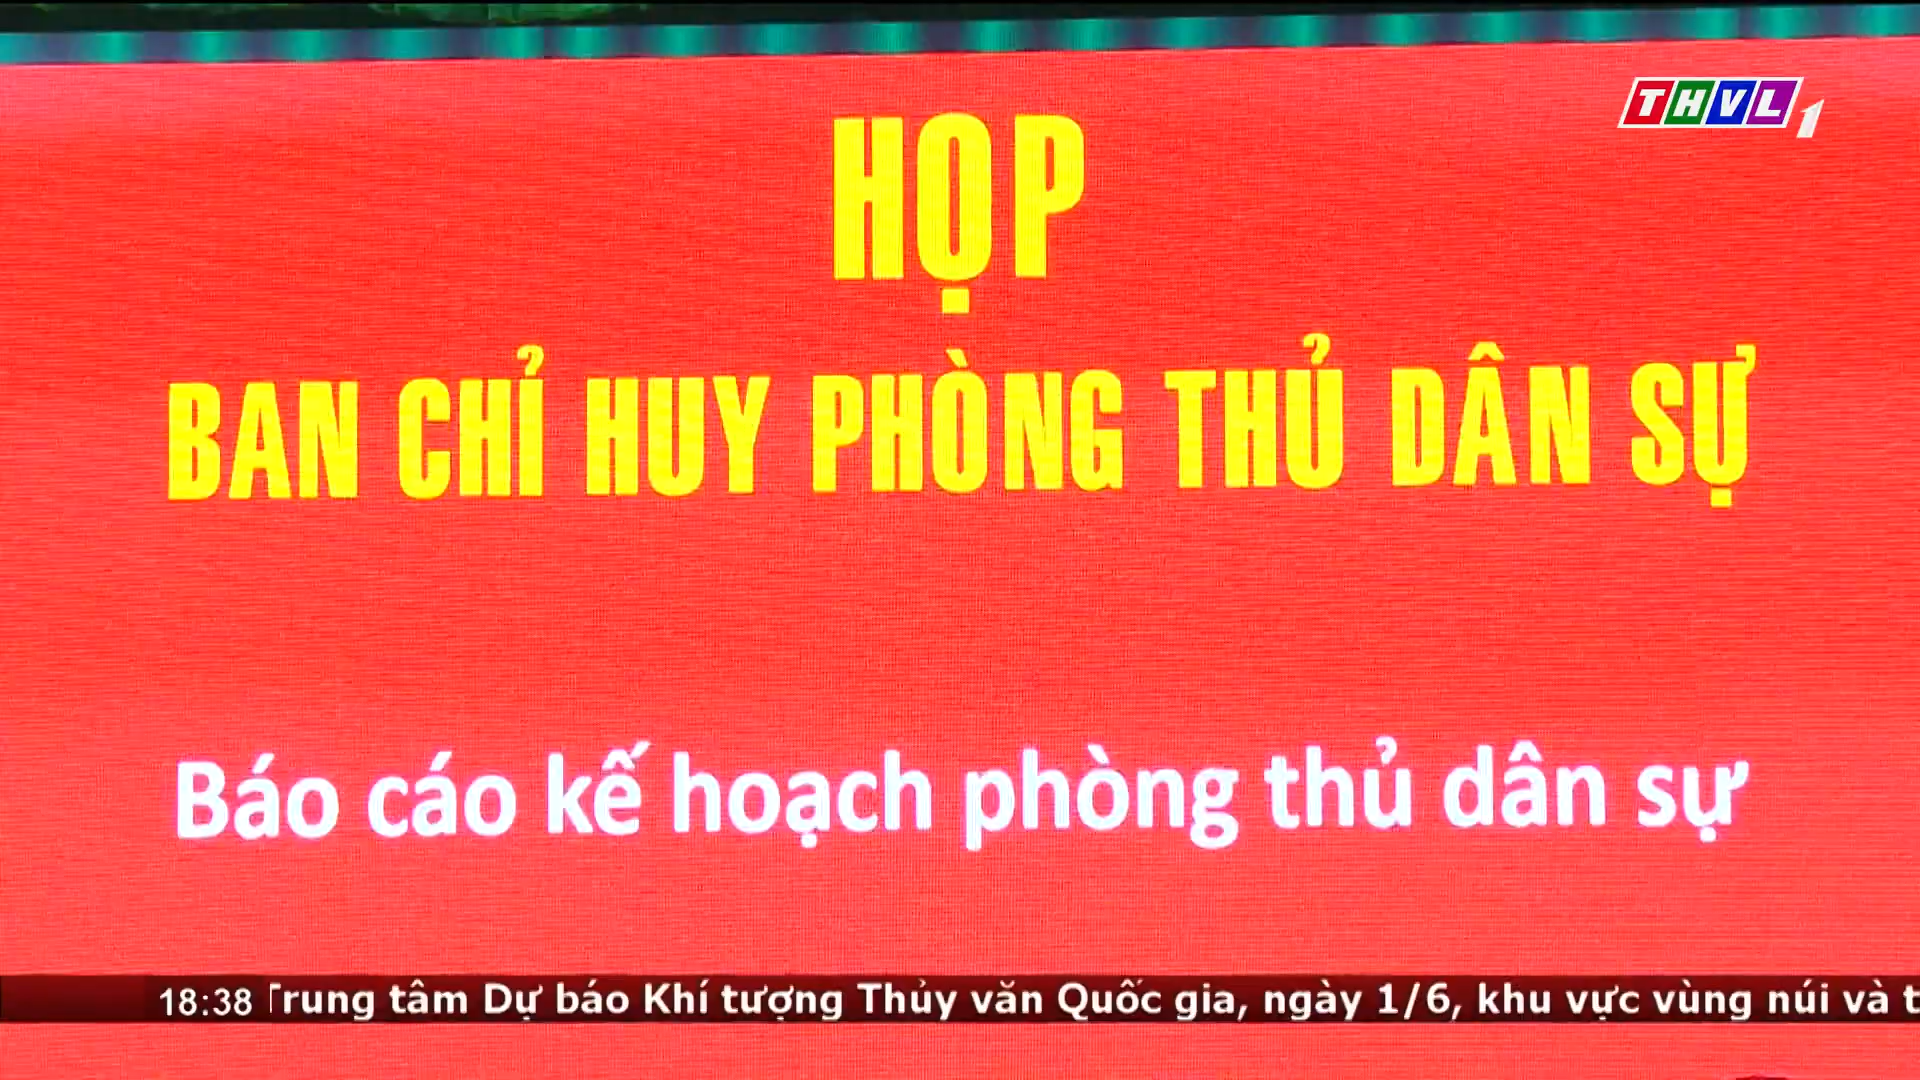 THVL1
HỌP
BAN CHỈ HUY PHÒNG THỦ DÂN SỰ
Báo cáo kế hoạch phòng thủ dân sự
18:38 Trung tâm Dự báo Khí tượng Thủy văn Quốc gia, ngày 1/6, khu vực vùng núi và t